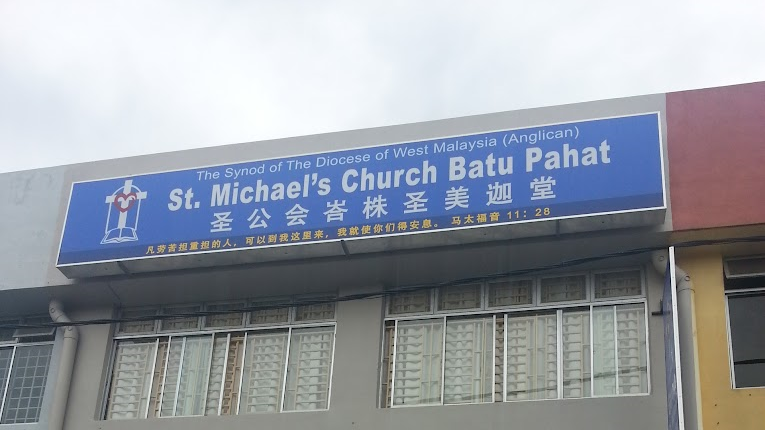 The Synod of The Diocese of West Malaysia (Anglican)
St. Michael's Church Batu Pahat
圣公会峇株圣美迦堂
凡劳苦担重担的人，可以到我这里来，我就使你们得安息。 马太福音 11：28